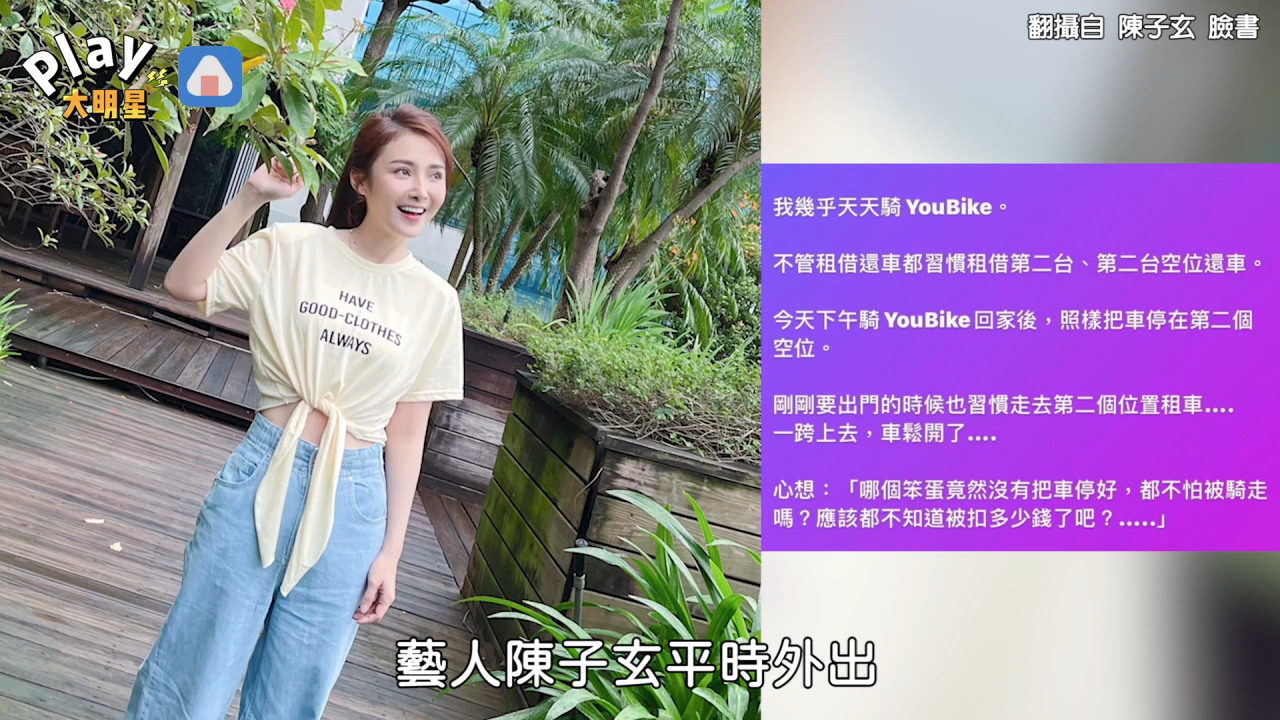 Play
大明星
翻攝自 陳子玄 臉書
HAVE
GOOD-CLOTHES
ALWAYS
我幾乎天天騎 YouBike。
不管租借還車都習慣租借第二台、第二台空位還車。
今天下午騎 YouBike 回家後，照樣把車停在第二個
空位。
剛剛要出門的時候也習慣走去第二個位置租車....
一跨上去，車鬆開了....
心想：「哪個笨蛋竟然沒有把車停好，都不怕被騎走
嗎？應該都不知道被扣多少錢了吧？.....」
藝人陳子玄平時外出